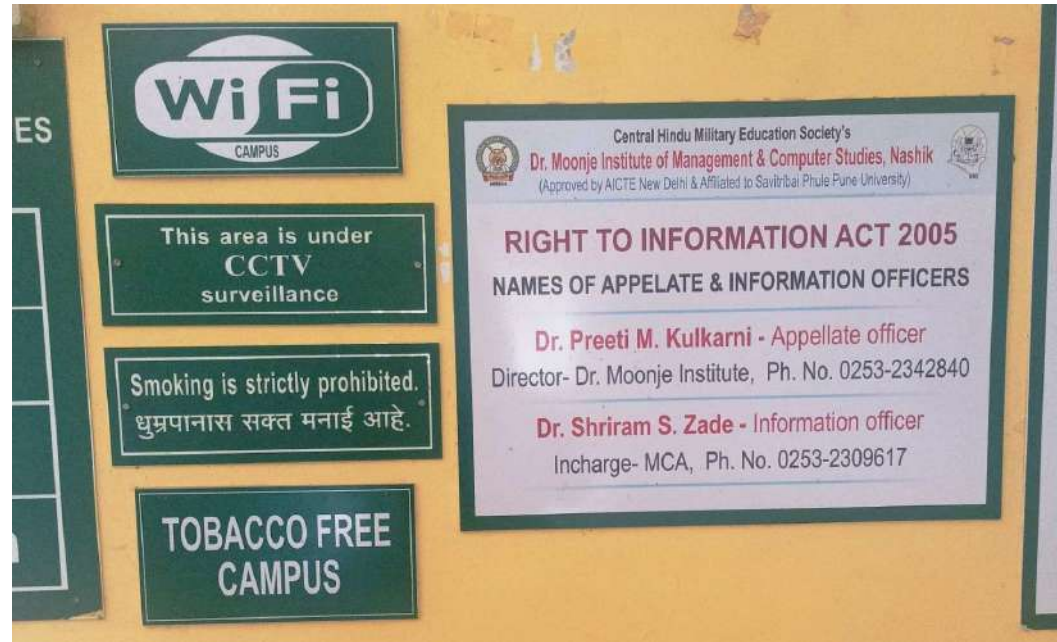 ES
WiFi
CAMPUS
This area is under
CCTV
surveillance
Smoking is strictly prohibited.
धुम्रपानास सक्त मनाई आहे.
TOBACCO FREE
CAMPUS
Central Hindu Military Education Society's
Dr. Moonje Institute of Management & Computer Studies, Nashik
(Approved by AICTE New Delhi & Affiliated to Savitribai Phule Pune University)
RIGHT TO INFORMATION ACT 2005
NAMES OF APPELATE & INFORMATION OFFICERS
Dr. Preeti M. Kulkarni - Appellate officer
Director- Dr. Moonje Institute, Ph. No. 0253-2342840
Dr. Shriram S. Zade - Information officer
Incharge- MCA, Ph. No. 0253-2309617